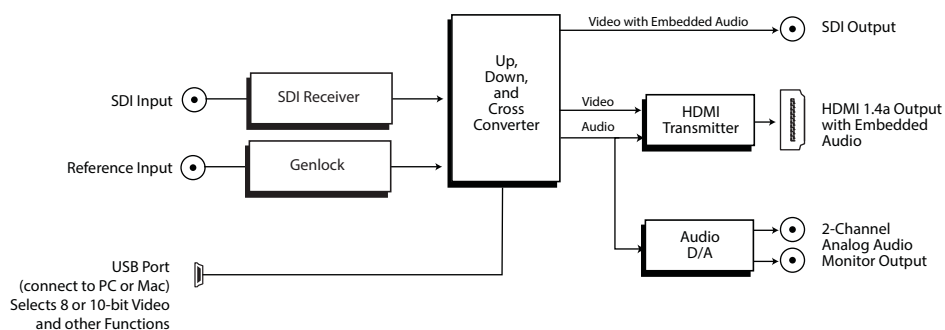 Video with Embedded Audio
SDI Output
Up,
Down,
and
Cross
Converter
SDI Input
SDI Receiver
Video
Audio
HDMI
Transmitter
HDMI 1.4a Output
with Embedded
Audio
Reference Input
Genlock
Audio
D/A
2-Channel
Analog Audio
Monitor Output
USB Port
(connect to PC or Mac)
Selects 8 or 10-bit Video
and other Functions